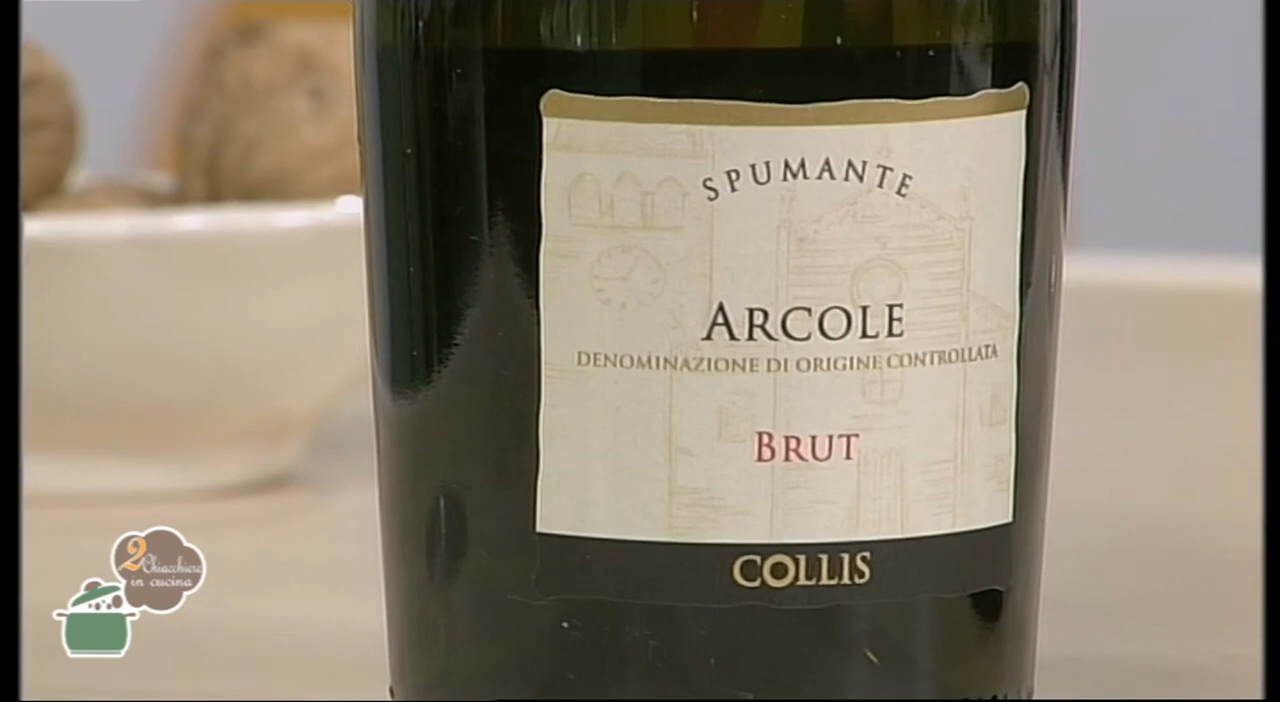 SPUMANTE
ARCOLE
DENOMINAZIONE DI ORIGINE CONTROLLATA
BRUT
COLLIS
2 Chiacchiere
in cucina